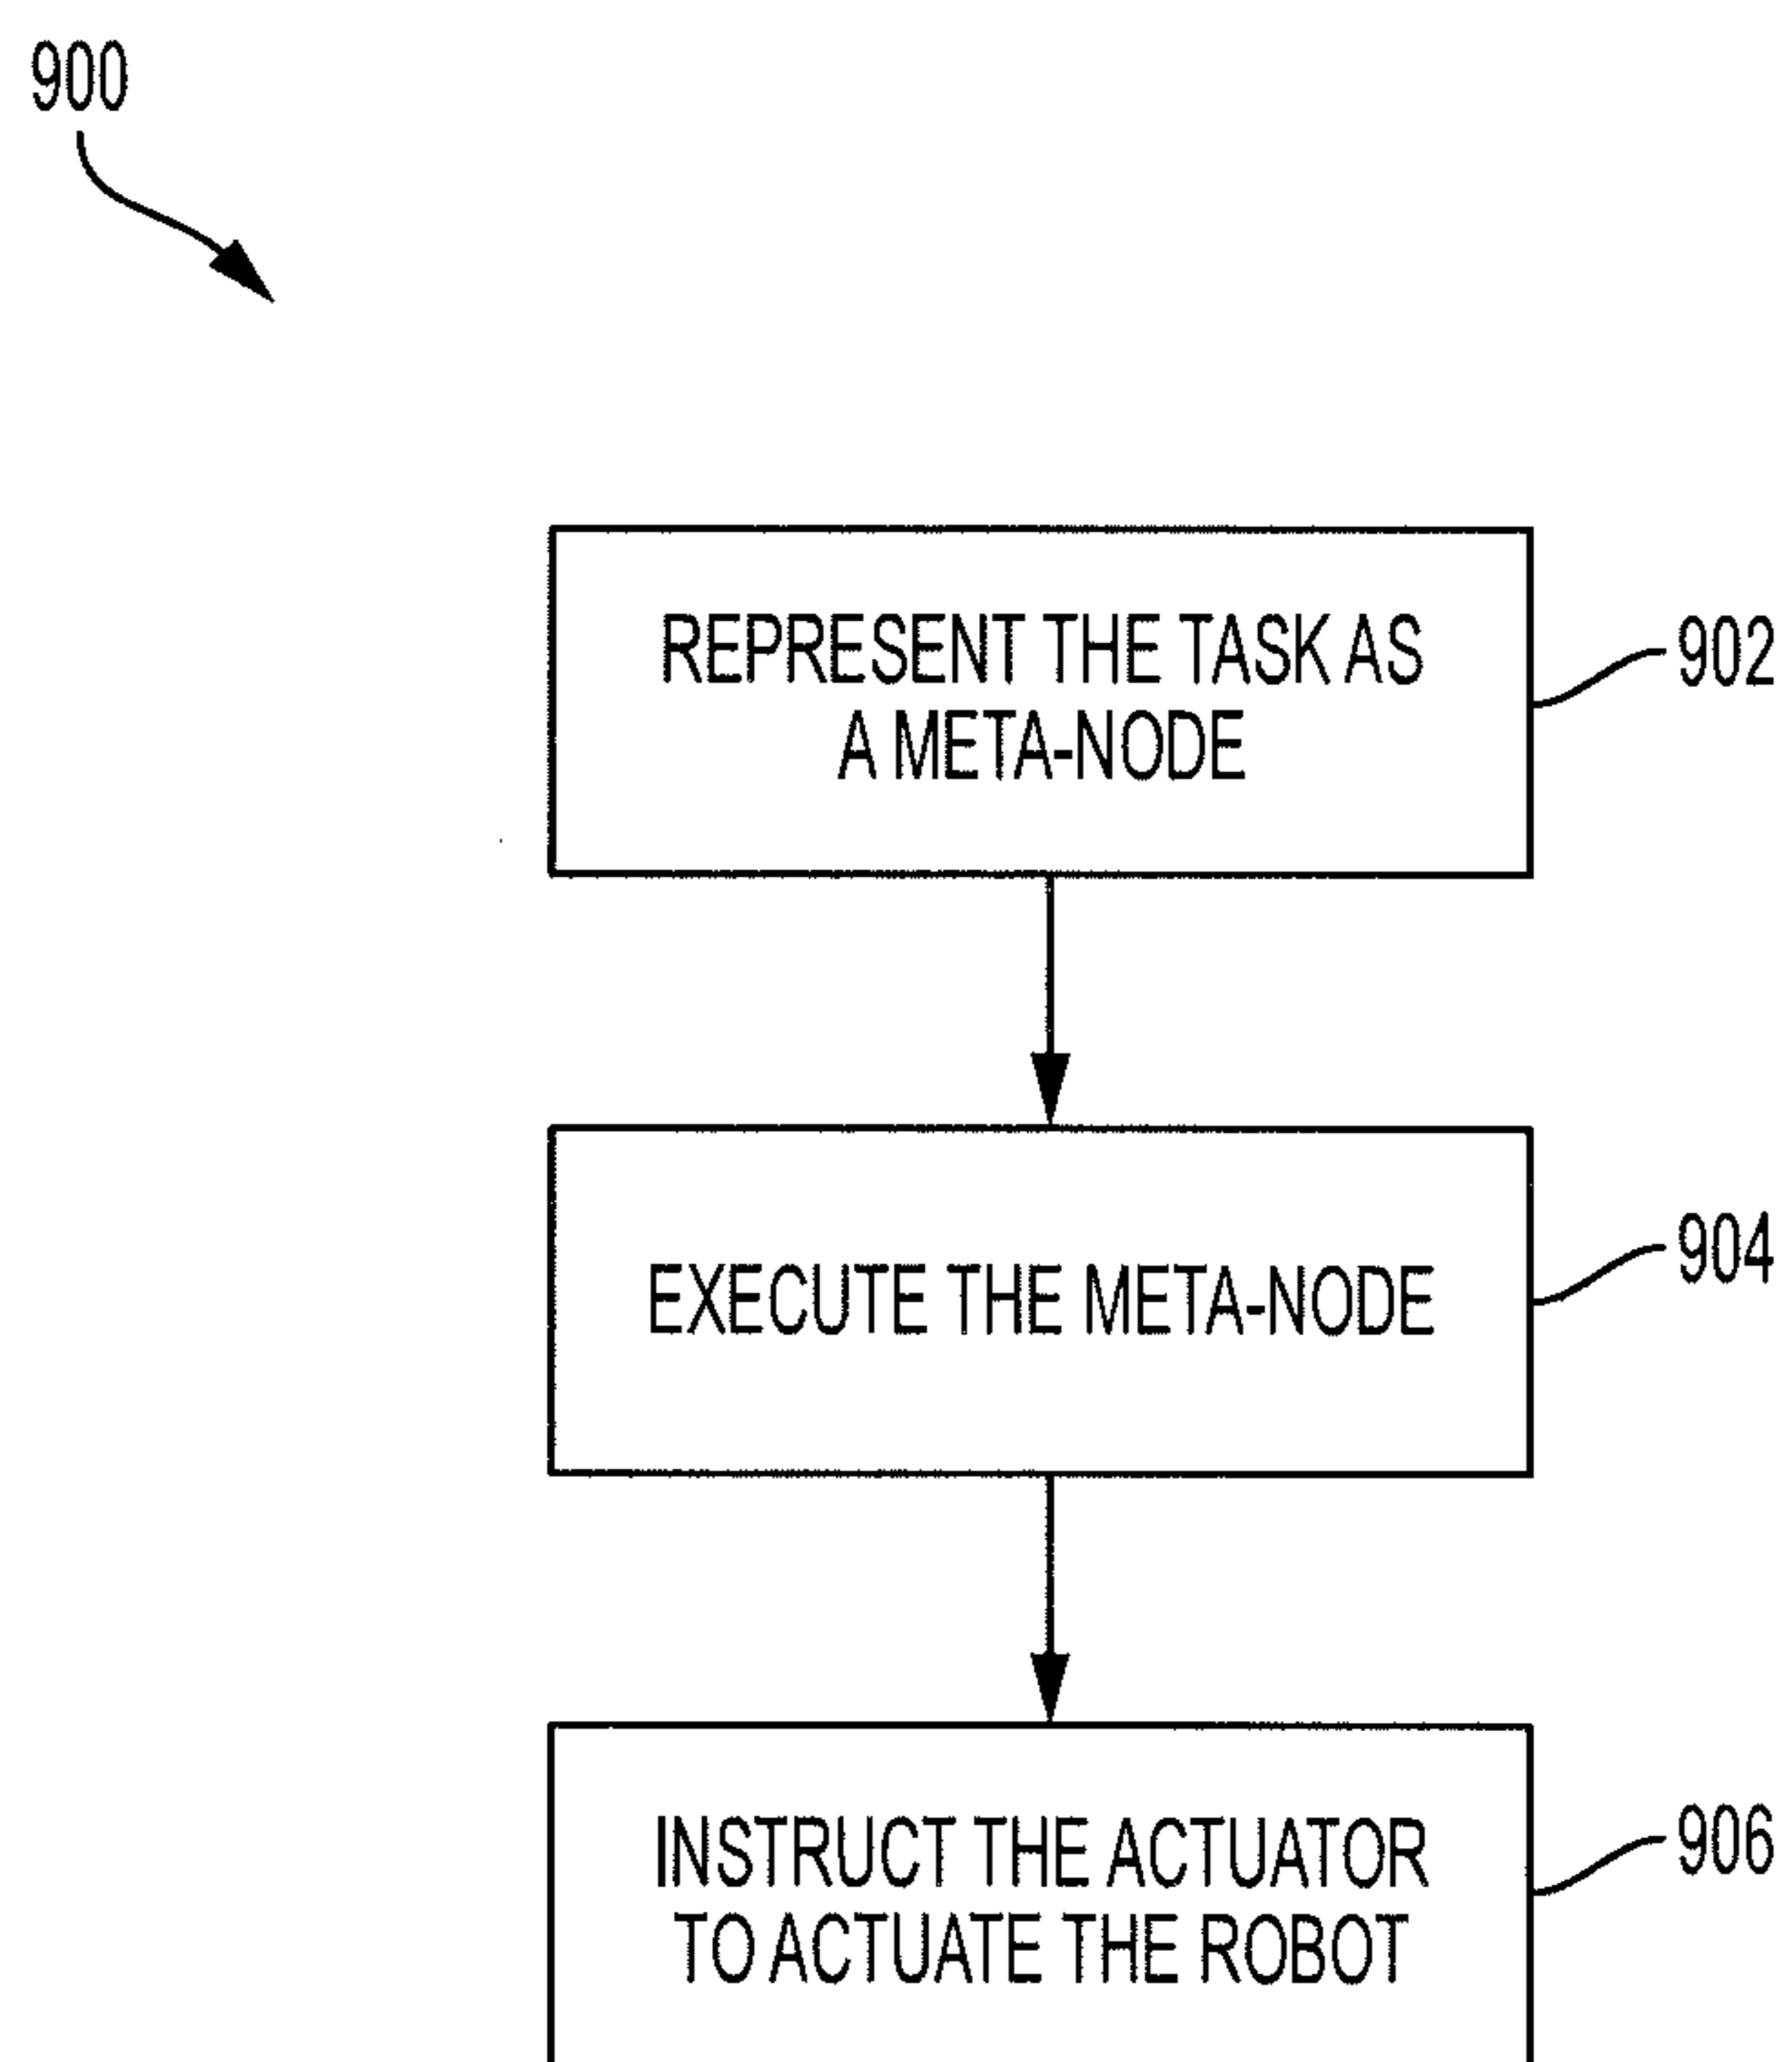 900
REPRESENT THE TASK AS
A META-NODE
902
EXECUTE THE META-NODE
904
INSTRUCT THE ACTUATOR
TO ACTUATE THE ROBOT
906